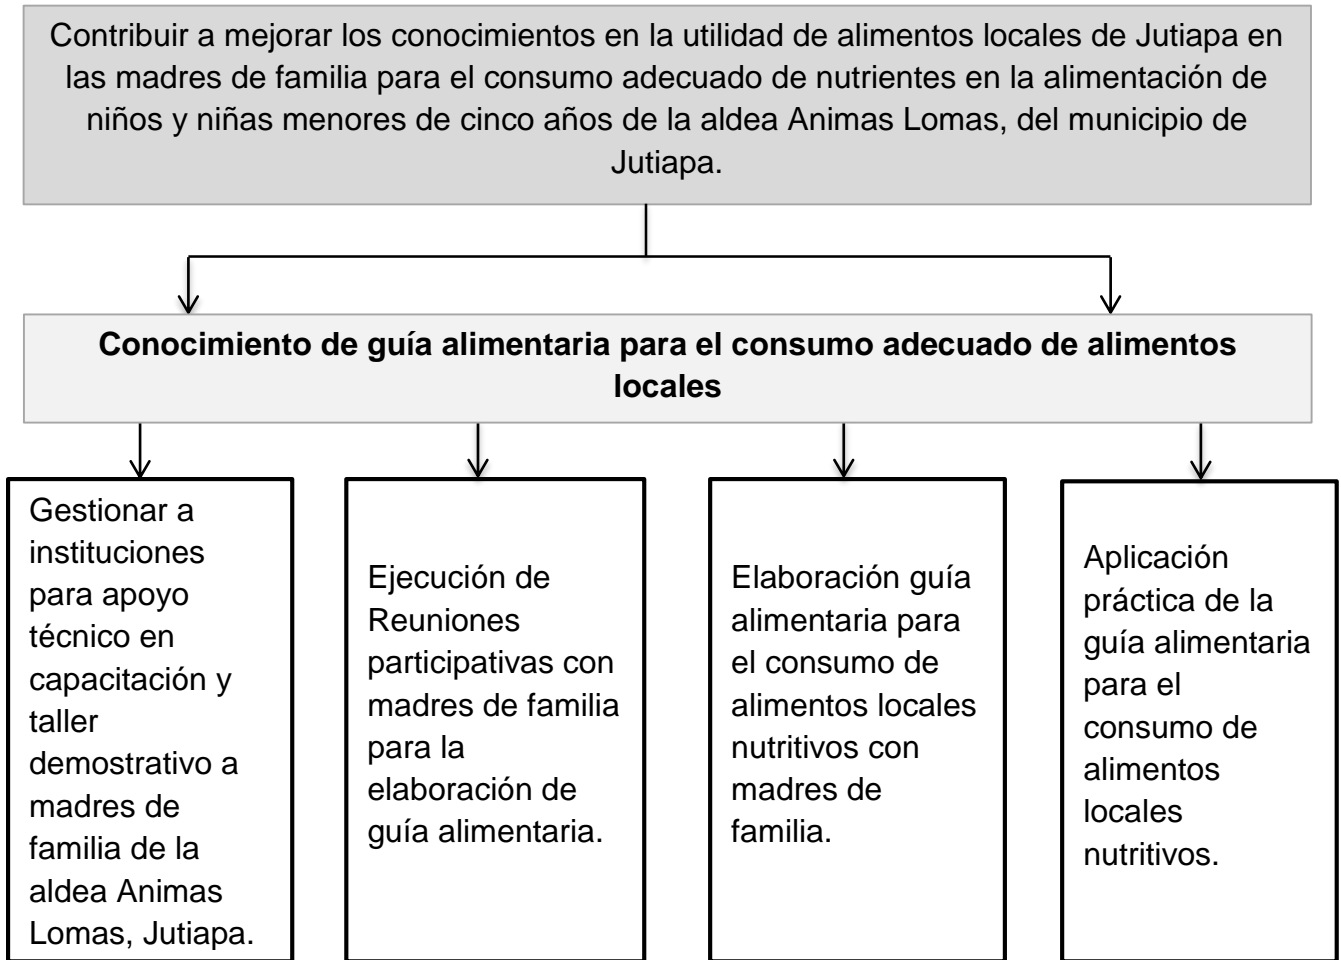 Contribuir a mejorar los conocimientos en la utilidad de alimentos locales de Jutiapa en
las madres de familia para el consumo adecuado de nutrientes en la alimentación de
niños y niñas menores de cinco años de la aldea Animas Lomas, del municipio de
Jutiapa.
Conocimiento de guía alimentaria para el consumo adecuado de alimentos
locales
Gestionar a
instituciones
para apoyo
técnico en
capacitación y
taller
demostrativo a
madres de
familia de la
aldea Animas
Lomas, Jutiapa.
Ejecución de
Reuniones
participativas con
madres de familia
para la
elaboración de
guía alimentaria.
Elaboración guía
alimentaria para
el consumo de
alimentos locales
nutritivos con
madres de
familia.
Aplicación
práctica de la
guía alimentaria
para el
consumo de
alimentos
locales
nutritivos.